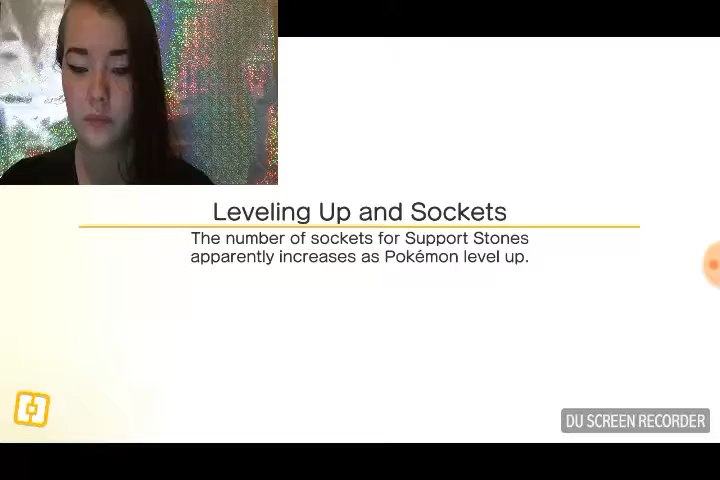 Leveling Up and Sockets
The number of sockets for Support Stones
apparently increases as Pokémon level up.
DU SCREEN RECORDER